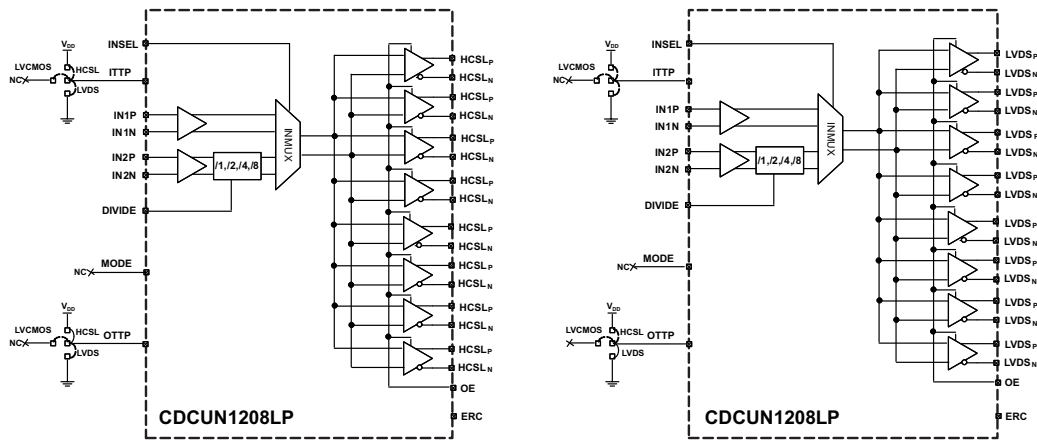 INSEL
VDD
HCSL
LVCMOS
NC
ITTP
LVDS
IN1P
IN1N
IN2P
IN2N
/1,/2,/4,/8
INMUX
DIVIDE
NC
MODE
VDD
HCSL
LVCMOS
NC
OTTP
LVDS
HCSLP
HCSLN
HCSLP
HCSLN
HCSLP
HCSLN
HCSLP
HCSLN
HCSLP
HCSLN
HCSLP
HCSLN
HCSLP
HCSLN
HCSLP
HCSLN
OE
ERC
CDCUN1208LP
INSEL
VDD
HCSL
LVCMOS
NC
ITTP
LVDS
IN1P
IN1N
IN2P
IN2N
/1,/2,/4,/8
INMUX
DIVIDE
NC
MODE
VDD
HCSL
LVCMOS
NC
OTTP
LVDS
LVDSP
LVDSN
LVDSP
LVDSN
LVDSP
LVDSN
LVDSP
LVDSN
LVDSP
LVDSN
LVDSP
LVDSN
LVDSP
LVDSN
LVDSP
LVDSN
OE
ERC
CDCUN1208LP